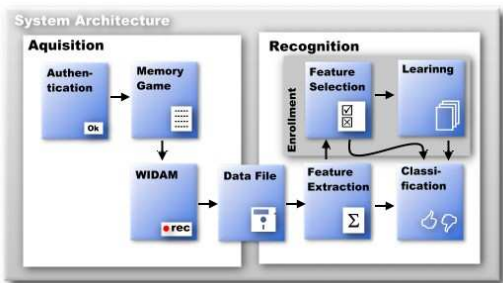 System Architecture
Aquisition
Recognition
Authen-
tication
Ok
Memory
Game
Enrollment
Feature
Selection
Learinng
WIDAM
rec
Data File
Feature
Extraction
Σ
Classi-
fication